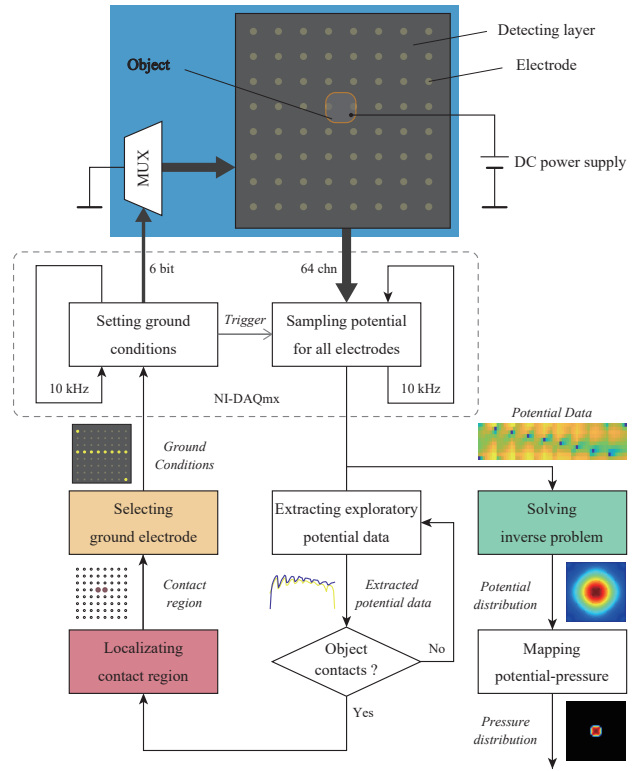 Detecting layer
Object
Electrode
MUX
DC power supply
6 bit
64 chn
Setting ground
conditions
Trigger
Sampling potential
for all electrodes
10 kHz
10 kHz
NI-DAQmx
Ground
Conditions
Potential Data
Selecting
ground electrode
Extracting exploratory
potential data
Solving
inverse problem
Contact
region
Extracted
potential data
Potential
distribution
Localizating
contact region
Object
contacts ?
No
Mapping
potential-pressure
Yes
Pressure
distribution